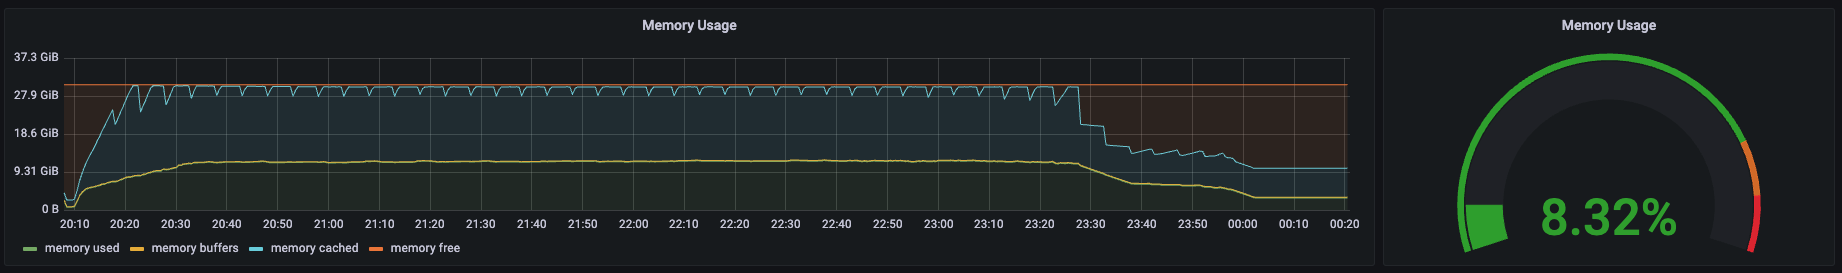 Memory Usage
37.3 GiB
27.9 GiB
18.6 GiB
9.31 GiB
0 B
20:10 20:20 20:30 20:40 20:50 21:00 21:10 21:20 21:30 21:40 21:50 22:00 22:10 22:20 22:30 22:40 22:50 23:00 23:10 23:20 23:30 23:40 23:50 00:00 00:10 00:20
memory used memory buffers memory cached memory free
Memory Usage
8.32%